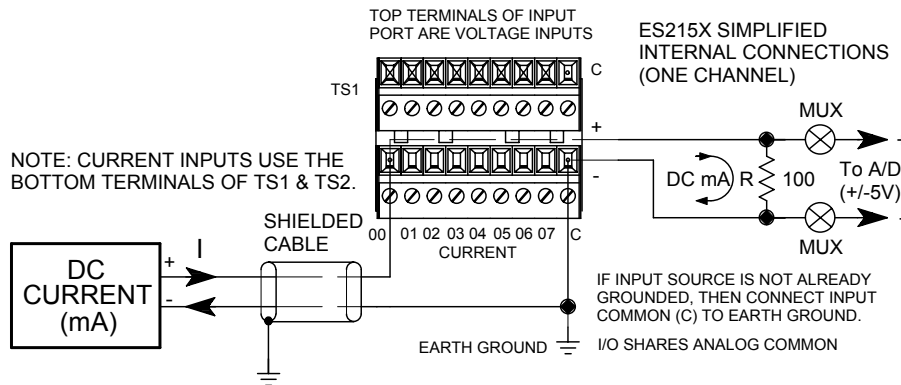 TOP TERMINALS OF INPUT
PORT ARE VOLTAGE INPUTS
ES215X SIMPLIFIED
INTERNAL CONNECTIONS
(ONE CHANNEL)
C
TS1
MUX
+
NOTE: CURRENT INPUTS USE THE
BOTTOM TERMINALS OF TS1 & TS2.
-
DC mA
R
100
To A/D
(+/-5V)
SHIELDED
CABLE
00 01 02 03 04 05 06 07 C
CURRENT
MUX
DC
CURRENT
(mA)
+
I
-
IF INPUT SOURCE IS NOT ALREADY
GROUNDED, THEN CONNECT INPUT
COMMON (C) TO EARTH GROUND.
EARTH GROUND
I/O SHARES ANALOG COMMON